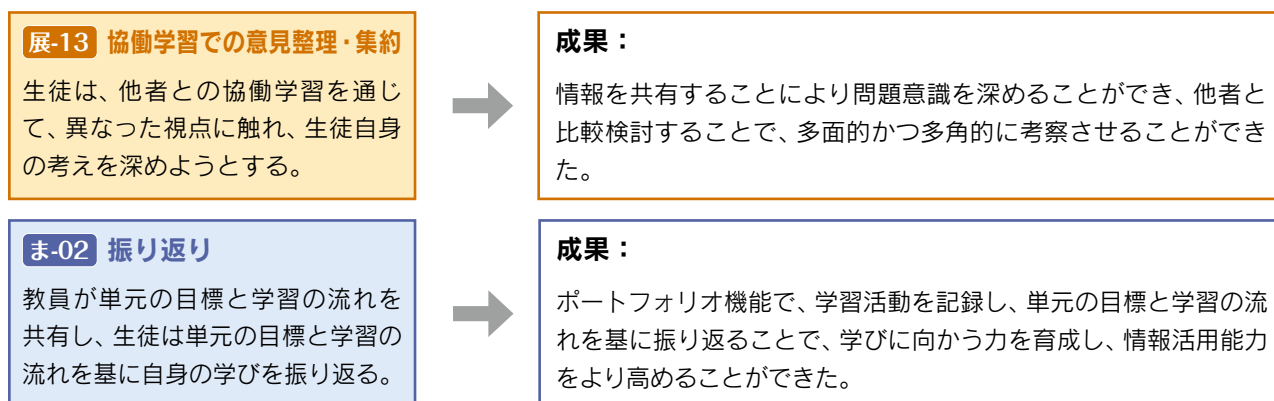 展-13 協働学習での意見整理・集約
生徒は、他者との協働学習を通じ
て、異なった視点に触れ、生徒自身
の考えを深めようとする。
成果：
情報を共有することにより問題意識を深めることができ、他者と
比較検討することで、多面的かつ多角的に考察させることができ
た。
ま-02 振り返り
教員が単元の目標と学習の流れを
共有し、生徒は単元の目標と学習の
流れを基に自身の学びを振り返る。
成果：
ポートフォリオ機能で、学習活動を記録し、単元の目標と学習の流
れを基に振り返ることで、学びに向かう力を育成し、情報活用能力
をより高めることができた。